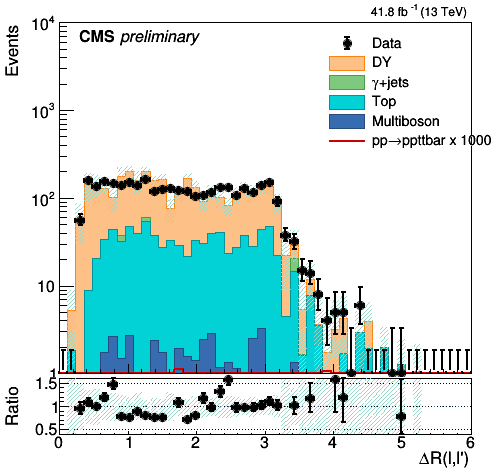 41.8 fb⁻¹ (13 TeV)
CMS preliminary
Events
Data
DY
γ+jets
Top
Multiboson
pp→ppttbar x 1000
10⁴
10³
10²
10
1
1.5
1
0.5
Ratio
0 1 2 3 4 5 6
ΔR(l,l')